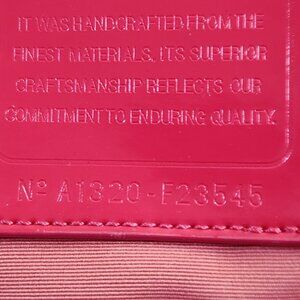 IT WAS HANDCRAFTED FROM THE
FINEST MATERIALS. ITS SUPERIOR
CRAFTSMANSHIP REFLECTS OUR
COMMITMENT TO ENDURING QUALITY.
Nº A1320-F23545